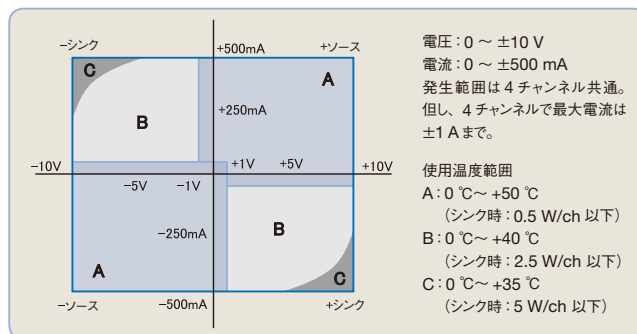 −シンク
+500mA
+ソース
C
A
B
+250mA
−10V
+1V
+5V
+10V
−5V
−1V
−250mA
B
A
C
−ソース
−500mA
+シンク
電圧：0 ～ ±10 V
電流：0 ～ ±500 mA
発生範囲は 4 チャンネル共通。
但し、4 チャンネルで最大電流は
±1 A まで。
使用温度範囲
A：0 ℃～ +50 ℃
（シンク時：0.5 W/ch 以下）
B：0 ℃～ +40 ℃
（シンク時：2.5 W/ch 以下）
C：0 ℃～ +35 ℃
（シンク時：5 W/ch 以下）